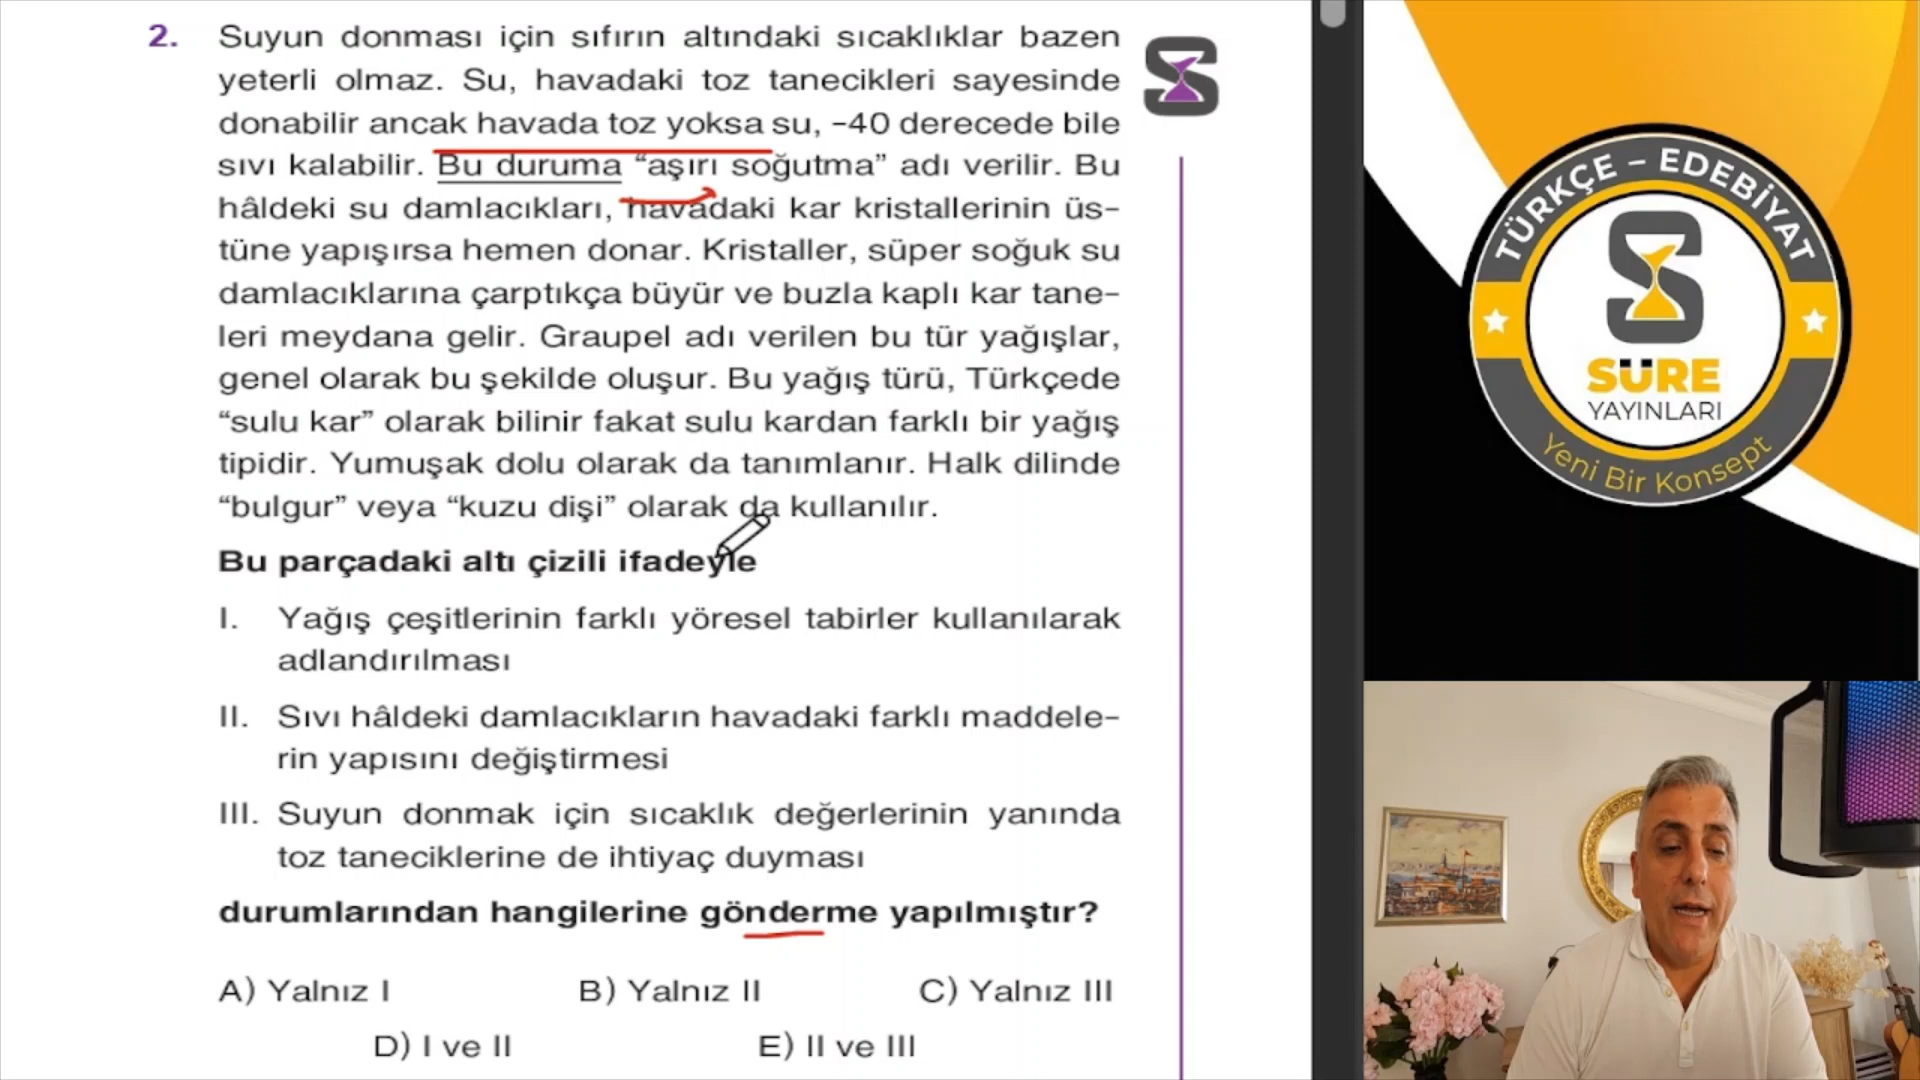 2. Suyun donması için sıfırın altındaki sıcaklıklar bazen
yeterli olmaz. Su, havadaki toz tanecikleri sayesinde
donabilir ancak havada toz yoksa su, -40 derecede bile
sıvı kalabilir. Bu duruma “aşırı soğutma” adı verilir. Bu
hâldeki su damlacıkları, havadaki kar kristallerinin üs-
tüne yapışırsa hemen donar. Kristaller, süper soğuk su
damlacıklarına çarptıkça büyür ve buzla kaplı kar tane-
leri meydana gelir. Graupel adı verilen bu tür yağışlar,
genel olarak bu şekilde oluşur. Bu yağış türü, Türkçede
“sulu kar” olarak bilinir fakat sulu kardan farklı bir yağış
tipidir. Yumuşak dolu olarak da tanımlanır. Halk dilinde
“bulgur” veya “kuzu dişi” olarak da kullanılır.
Bu parçadaki altı çizili ifadeyle
I. Yağış çeşitlerinin farklı yöresel tabirler kullanılarak
adlandırılması
II. Sıvı hâldeki damlacıkların havadaki farklı maddele-
rin yapısını değiştirmesi
III. Suyun donmak için sıcaklık değerlerinin yanında
toz taneciklerine de ihtiyaç duyması
durumlarından hangilerine gönderme yapılmıştır?
A) Yalnız I B) Yalnız II C) Yalnız III
D) I ve II E) II ve III
TÜRKÇE – EDEBİYAT
SÜRE
YAYINLARI
Yeni Bir Konsept